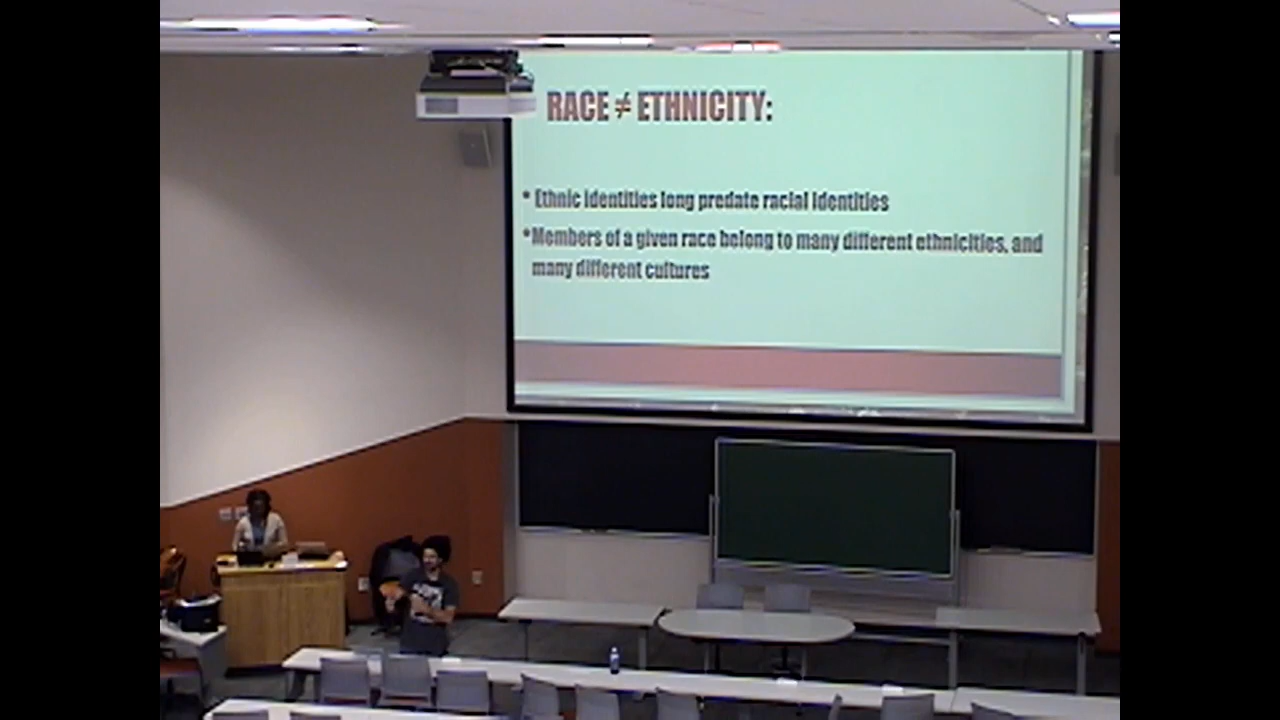 RACE ≠ ETHNICITY:
• Ethnic identities long predate racial identities
• Members of a given race belong to many different ethnicities, and
many different cultures